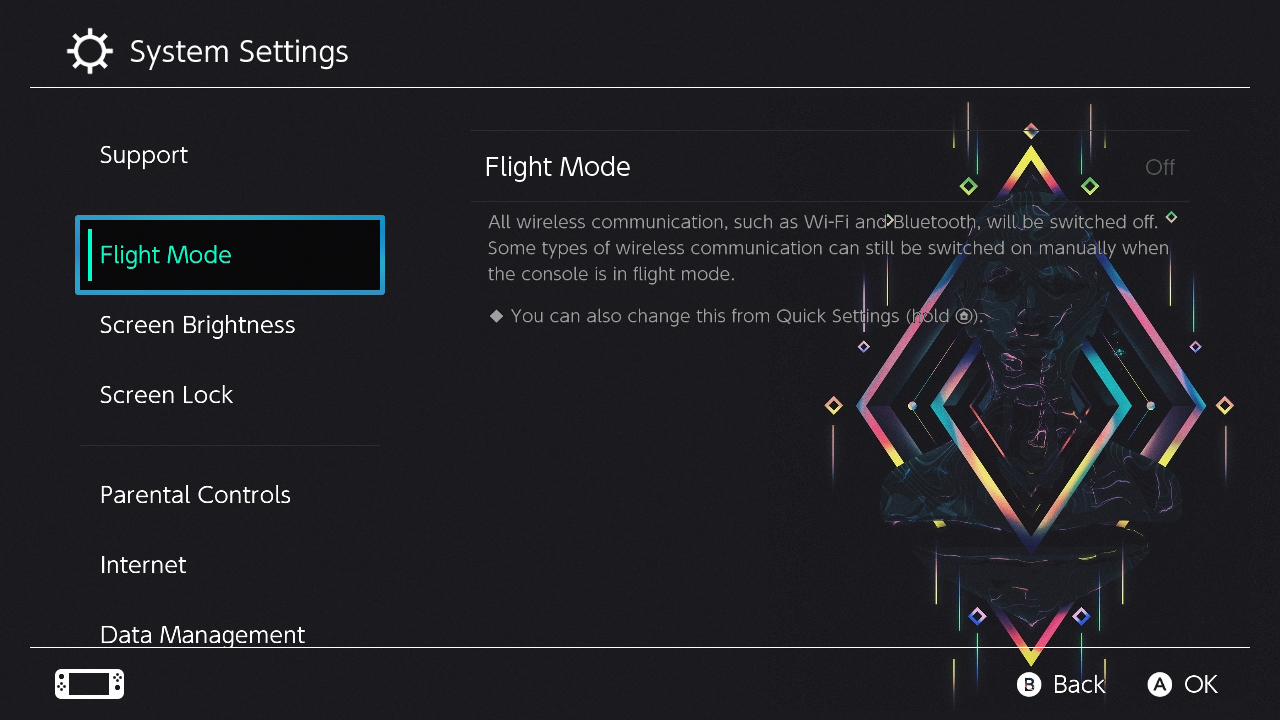 System Settings
Support
Flight Mode
Screen Brightness
Screen Lock
Parental Controls
Internet
Data Management
Flight Mode Off
All wireless communication, such as Wi-Fi and Bluetooth, will be switched off.
Some types of wireless communication can still be switched on manually when
the console is in flight mode.
◆ You can also change this from Quick Settings (hold ).
B Back A OK